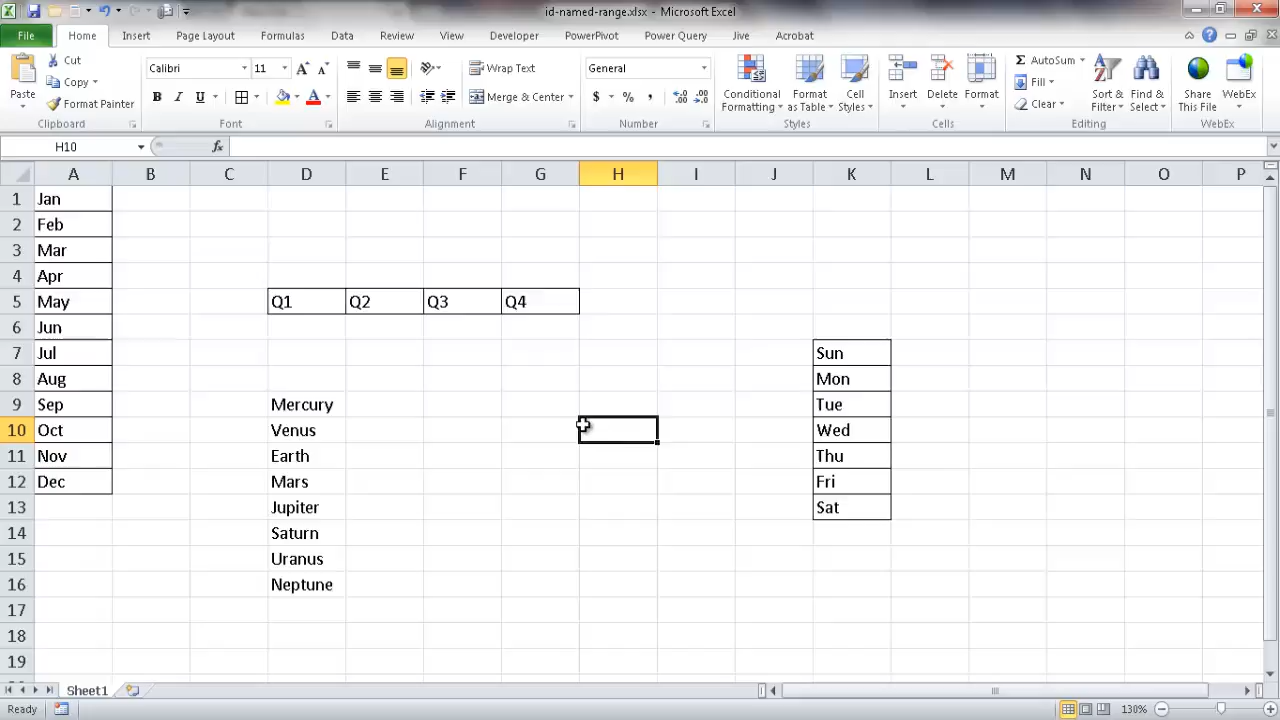 id-named-range.xlsx - Microsoft Excel
File Home Insert Page Layout Formulas Data Review View Developer PowerPivot Power Query Jive Acrobat
Paste
Cut
Copy
Format Painter
Clipboard
Calibri 11
B I U A
Font
Wrap Text
Merge & Center
Alignment
General
$ % ,
Number
Conditional Formatting
Format as Table
Cell Styles
Styles
Insert Delete Format
Cells
Σ AutoSum
Fill
Clear
Sort & Filter
Find & Select
Editing
Share This File
WebEx
WebEx
H10 fx
A B C D E F G H I J K L M N O P
1 Jan
2 Feb
3 Mar
4 Apr
5 May Q1 Q2 Q3 Q4
6 Jun
7 Jul Sun
8 Aug Mon
9 Sep Mercury Tue
10 Oct Venus Wed
11 Nov Earth Thu
12 Dec Mars Fri
13 Jupiter Sat
14 Saturn
15 Uranus
16 Neptune
17
18
19
Sheet1
Ready 130%